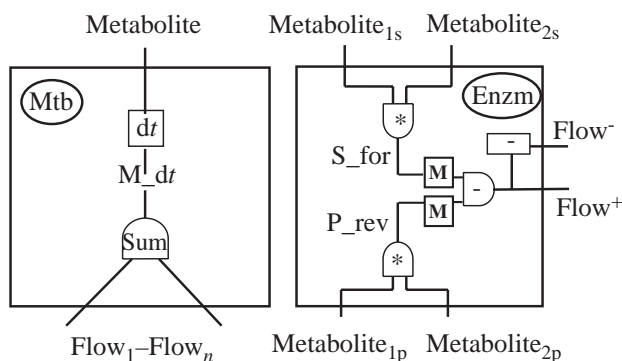 Metabolite
Mtb
dt
M_dt
Sum
Flow₁–Flowₙ
Metabolite₁ₛ Metabolite₂ₛ
Enzm
*
S_for
M
-
-
Flow⁻
Flow⁺
M
P_rev
*
Metabolite₁ₚ Metabolite₂ₚ